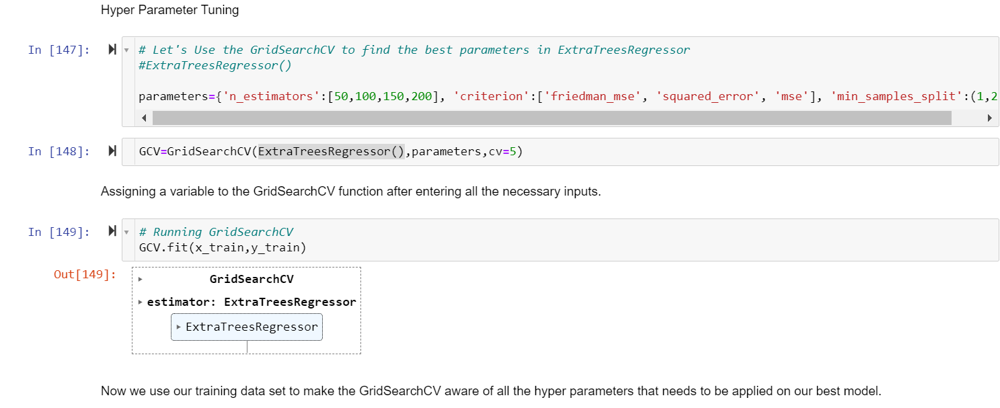 Hyper Parameter Tuning
In [147]:
# Let's Use the GridSearchCV to find the best parameters in ExtraTreesRegressor
#ExtraTreesRegressor()
parameters={'n_estimators':[50,100,150,200], 'criterion':['friedman_mse', 'squared_error', 'mse'], 'min_samples_split':(1,2
In [148]:
GCV=GridSearchCV(ExtraTreesRegressor(),parameters,cv=5)
Assigning a variable to the GridSearchCV function after entering all the necessary inputs.
In [149]:
# Running GridSearchCV
GCV.fit(x_train,y_train)
Out[149]:
GridSearchCV
estimator: ExtraTreesRegressor
ExtraTreesRegressor
Now we use our training data set to make the GridSearchCV aware of all the hyper parameters that needs to be applied on our best model.